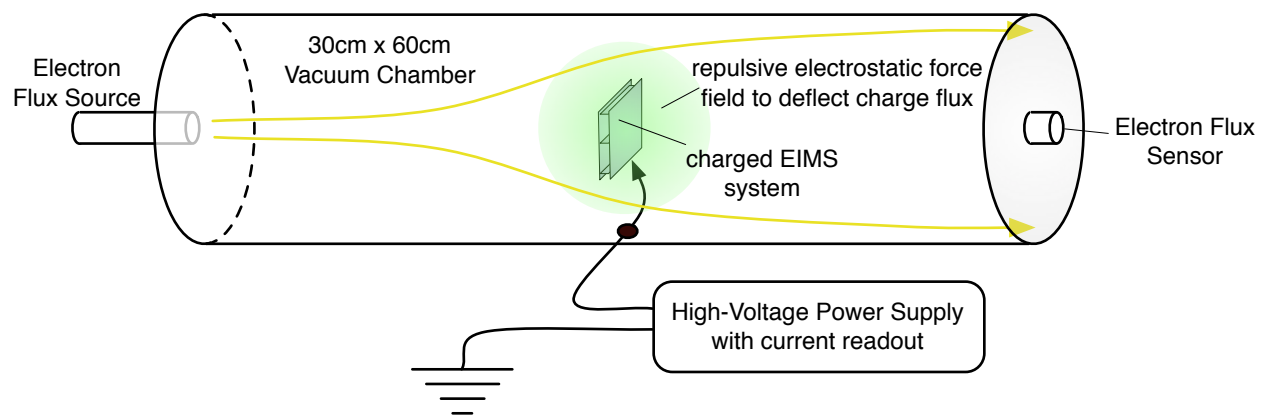 30cm x 60cm
Vacuum Chamber
Electron
Flux Source
repulsive electrostatic force
field to deflect charge flux
charged EIMS
system
Electron Flux
Sensor
High-Voltage Power Supply
with current readout